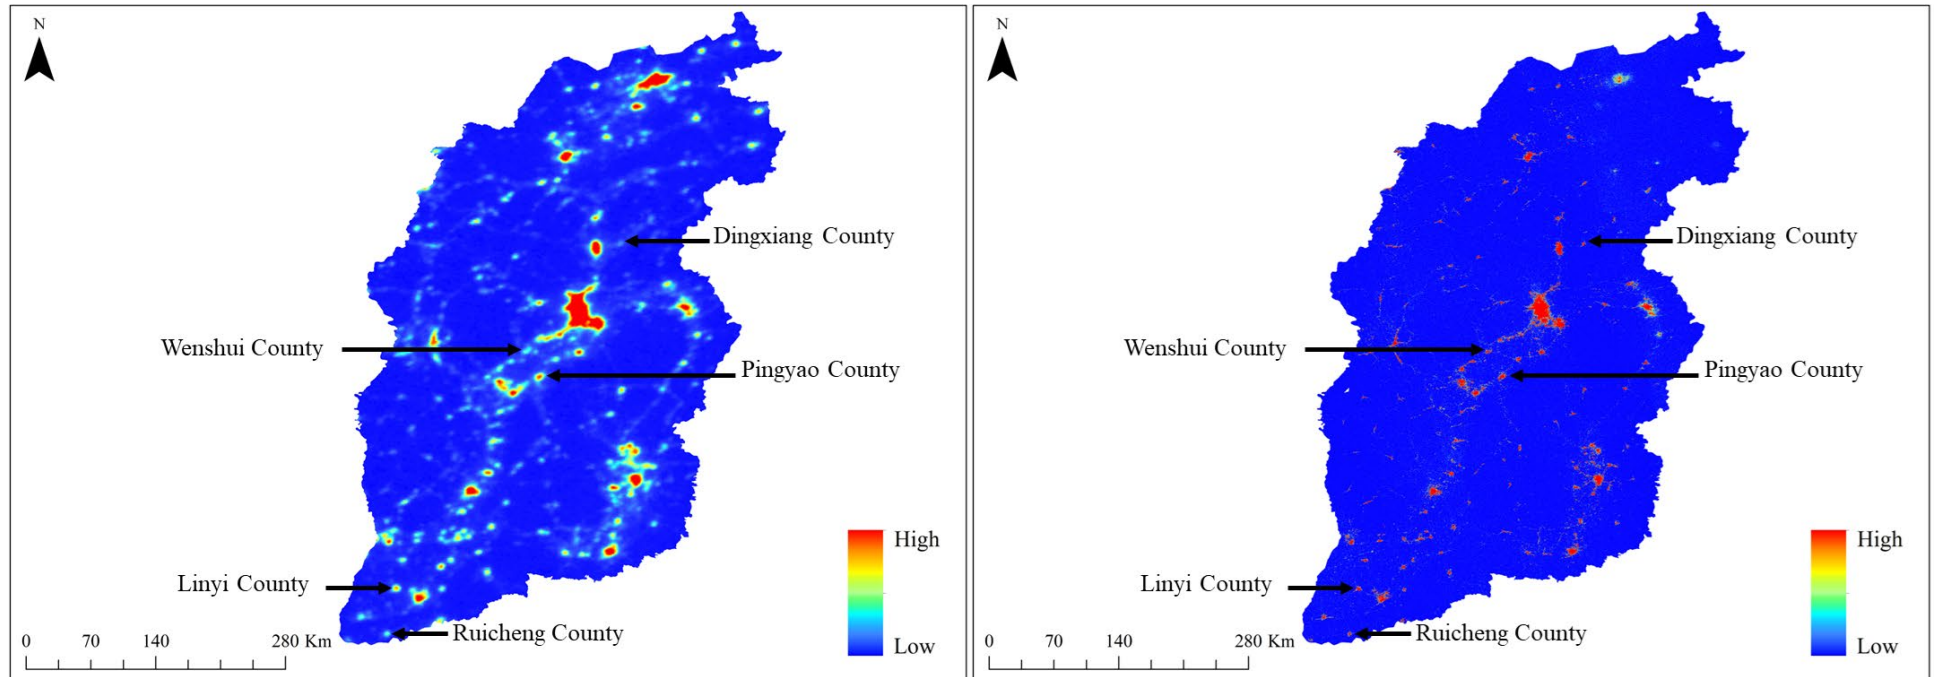 N
Dingxiang County
Wenshui County
Pingyao County
High
Linyi County
Low
Ruicheng County
0 70 140 280 Km
N
Dingxiang County
Wenshui County
Pingyao County
High
Linyi County
Low
Ruicheng County
0 70 140 280 Km